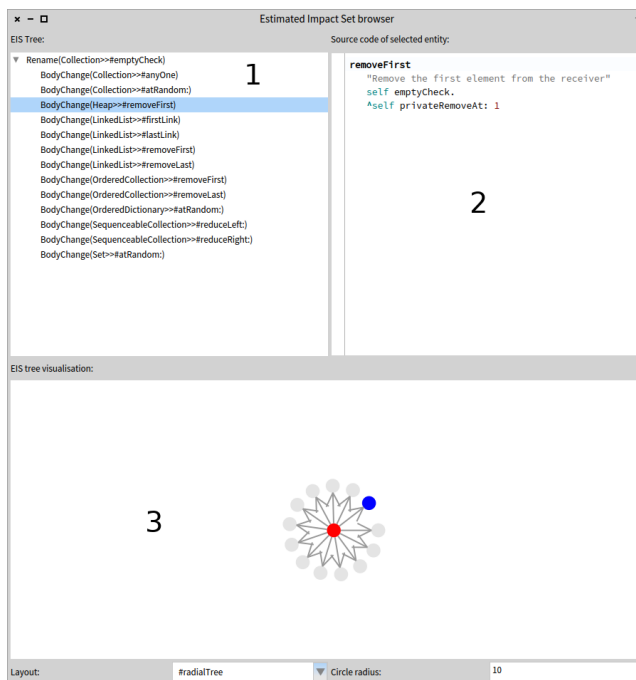 Estimated Impact Set browser
EIS Tree:
Source code of selected entity:
Rename(Collection>>#emptyCheck)
BodyChange(Collection>>#anyOne)
BodyChange(Collection>>#atRandom:)
BodyChange(Heap>>#removeFirst)
BodyChange(LinkedList>>#firstLink)
BodyChange(LinkedList>>#lastLink)
BodyChange(LinkedList>>#removeFirst)
BodyChange(LinkedList>>#removeLast)
BodyChange(OrderedCollection>>#removeFirst)
BodyChange(OrderedCollection>>#removeLast)
BodyChange(OrderedDictionary>>#atRandom:)
BodyChange(SequenceableCollection>>#reduceLeft:)
BodyChange(SequenceableCollection>>#reduceRight:)
BodyChange(Set>>#atRandom:)
1
removeFirst
"Remove the first element from the receiver"
self emptyCheck.
^self privateRemoveAt: 1
2
EIS tree visualisation:
3
Layout:
#radialTree
Circle radius:
10